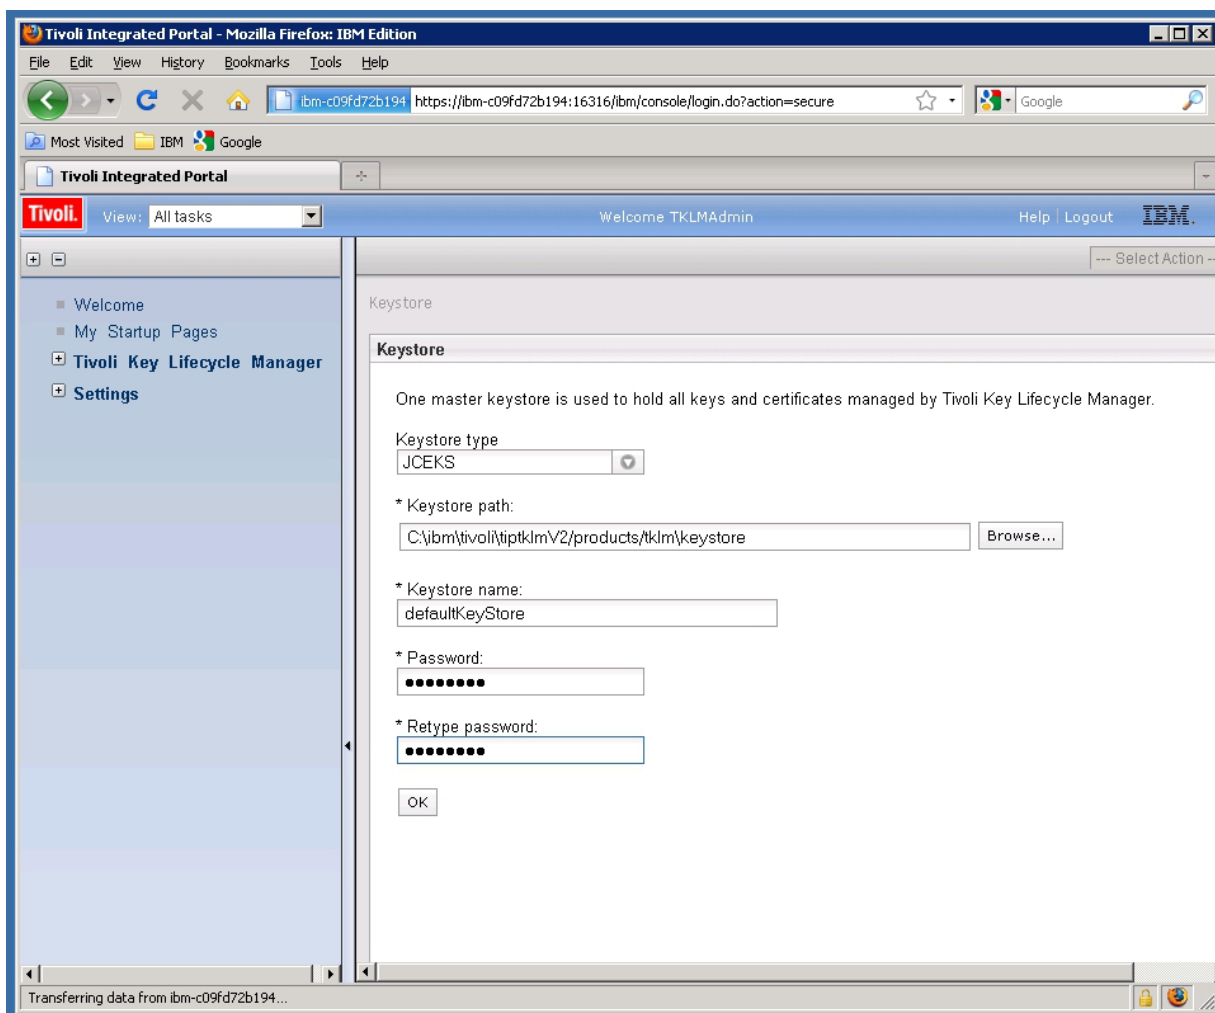 Tivoli Integrated Portal - Mozilla Firefox: IBM Edition
File Edit View History Bookmarks Tools Help
ibm-c09fd72b194 https://ibm-c09fd72b194:16316/ibm/console/login.do?action=secure Google
Most Visited IBM Google
Tivoli Integrated Portal
Tivoli. View: All tasks Welcome TKLMAdmin Help Logout IBM.
--- Select Action --
Welcome
My Startup Pages
Tivoli Key Lifecycle Manager
Settings
Keystore
Keystore
One master keystore is used to hold all keys and certificates managed by Tivoli Key Lifecycle Manager.
Keystore type
JCEKS
* Keystore path:
C:\ibm\tivoli\tiptklmV2/products/tklm\keystore Browse...
* Keystore name:
defaultKeyStore
* Password:
●●●●●●●●
* Retype password:
●●●●●●●●
OK
Transferring data from ibm-c09fd72b194...